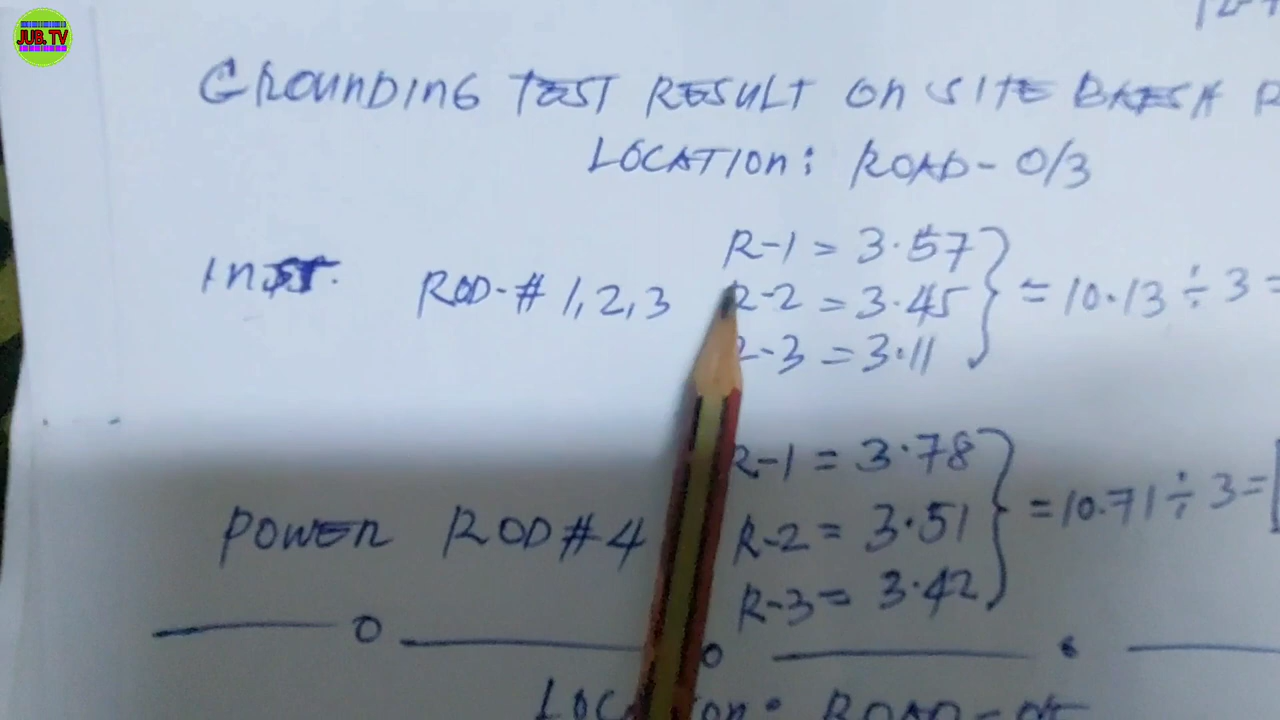 JUB.TV
GROUNDING TEST RESULT ON SITE
LOCATION: ROAD-0/3
R-1 = 3.57
INST. ROD-# 1,2,3 R-2 = 3.45 = 10.13 ÷ 3 =
R-3 = 3.11
R-1 = 3.78
POWER ROD #4 R-2 = 3.51 = 10.71 ÷ 3 =
R-3 = 3.42
ROAD-